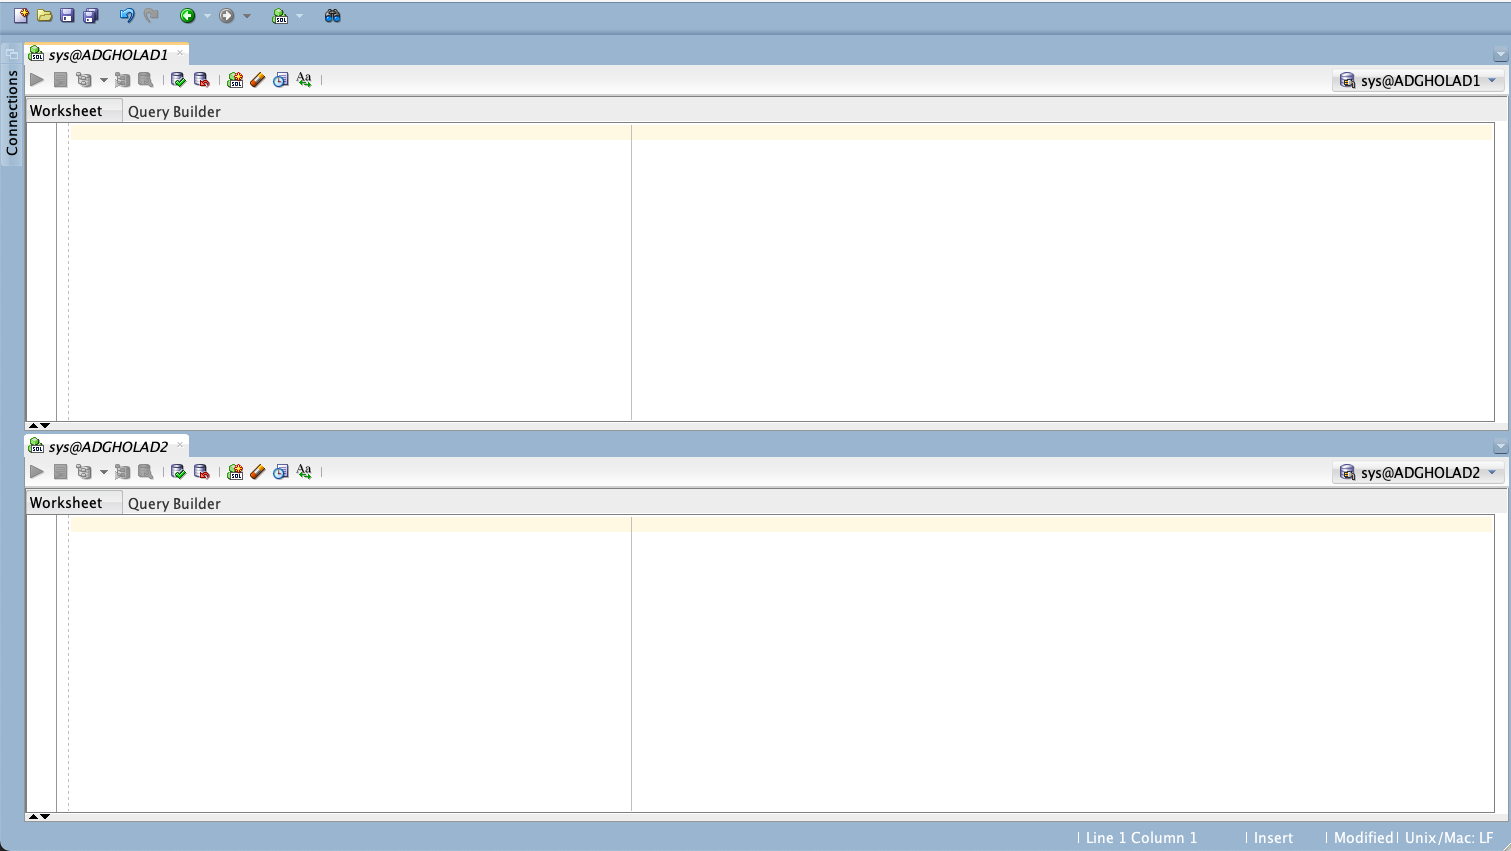 Connections
sys@ADGHOLAD1
sys@ADGHOLAD1
Worksheet Query Builder
sys@ADGHOLAD2
sys@ADGHOLAD2
Worksheet Query Builder
Line 1 Column 1 | Insert | Modified | Unix/Mac: LF